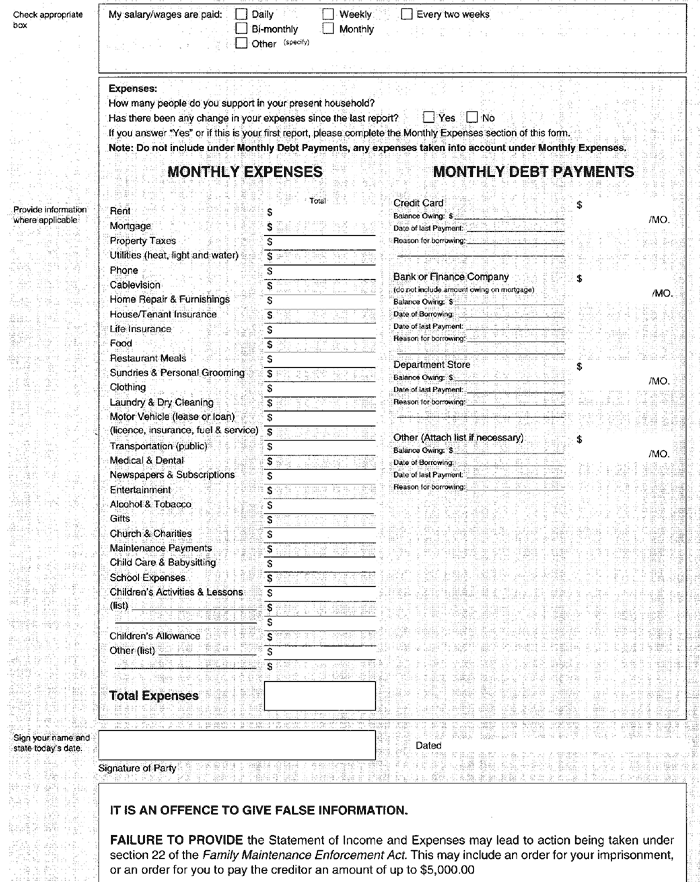 Check appropriate
box
My salary/wages are paid: Daily Weekly Every two weeks
Bi-monthly Monthly
Other (specify)
Expenses:
How many people do you support in your present household?
Has there been any change in your expenses since the last report? Yes No
If you answer "Yes" or if this is your first report, please complete the Monthly Expenses section of this form.
Note: Do not include under Monthly Debt Payments, any expenses taken into account under Monthly Expenses.
Provide information
where applicable
MONTHLY EXPENSES
Total
Rent $
Mortgage $
Property Taxes $
Utilities (heat, light and water) $
Phone $
Cablevision $
Home Repair & Furnishings $
House/Tenant Insurance $
Life Insurance $
Food $
Restaurant Meals $
Sundries & Personal Grooming $
Clothing $
Laundry & Dry Cleaning $
Motor Vehicle (lease or loan) $
(licence, insurance, fuel & service) $
Transportation (public) $
Medical & Dental $
Newspapers & Subscriptions $
Entertainment $
Alcohol & Tobacco $
Gifts $
Church & Charities $
Maintenance Payments $
Child Care & Babysitting $
School Expenses $
Children's Activities & Lessons $
(list) $
$
Children's Allowance $
Other (list) $
$
Total Expenses
MONTHLY DEBT PAYMENTS
Credit Card $
Balance Owing: $ /MO.
Date of last Payment:
Reason for borrowing:
Bank or Finance Company $
(do not include amount owing on mortgage) /MO.
Balance Owing: $
Date of Borrowing:
Date of last Payment:
Reason for borrowing:
Department Store $
Balance Owing: $ /MO.
Date of last Payment:
Reason for borrowing:
Other (Attach list if necessary) $
Balance Owing: $ /MO.
Date of Borrowing:
Date of last Payment:
Reason for borrowing:
Sign your name and
state today's date.
Dated
Signature of Party
IT IS AN OFFENCE TO GIVE FALSE INFORMATION.
FAILURE TO PROVIDE the Statement of Income and Expenses may lead to action being taken under
section 22 of the Family Maintenance Enforcement Act. This may include an order for your imprisonment,
or an order for you to pay the creditor an amount of up to $5,000.00